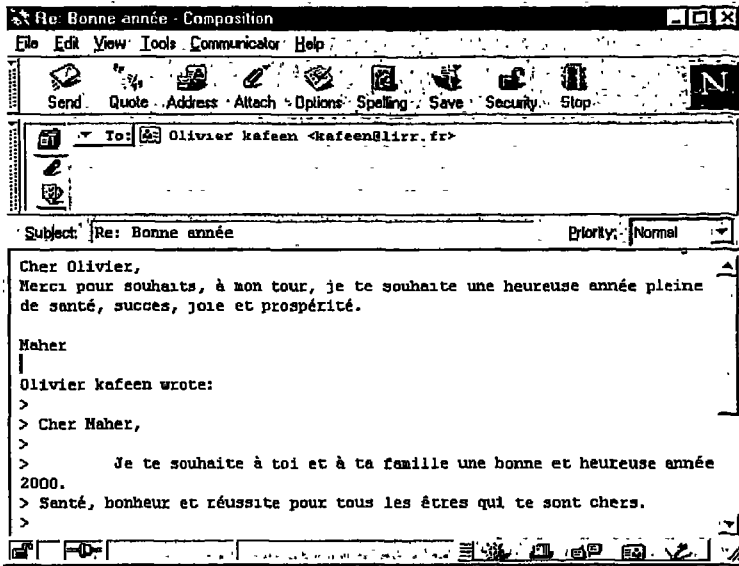 Re: Bonne année - Composition
File Edit View Tools Communicator Help
Send Quote Address Attach Options Spelling Save Security Stop
N
To: Olivier kafeen <kafeen@lirr.fr>
Subject: Re: Bonne année Priority: Normal
Cher Olivier,
Merci pour souhaits, à mon tour, je te souhaite une heureuse année pleine
de santé, succes, joie et prospérité.
Maher
Olivier kafeen wrote:
>
> Cher Maher,
>
> Je te souhaite à toi et à ta famille une bonne et heureuse année
2000.
> Santé, bonheur et réussite pour tous les êtres qui te sont chers.
>